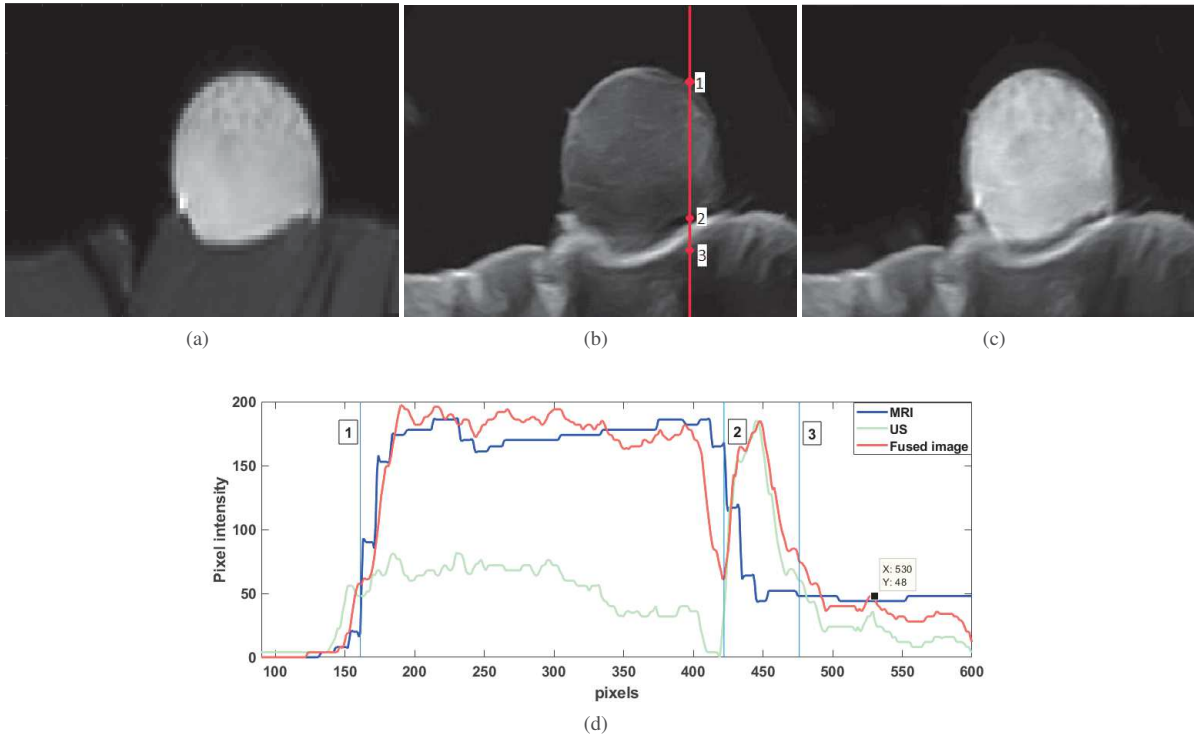 1
2
3
(a)
(b)
(c)
200
150
100
50
0
Pixel intensity
1
2
3
MRI
US
Fused image
X: 530
Y: 48
100 150 200 250 300 350 400 450 500 550 600
pixels
(d)